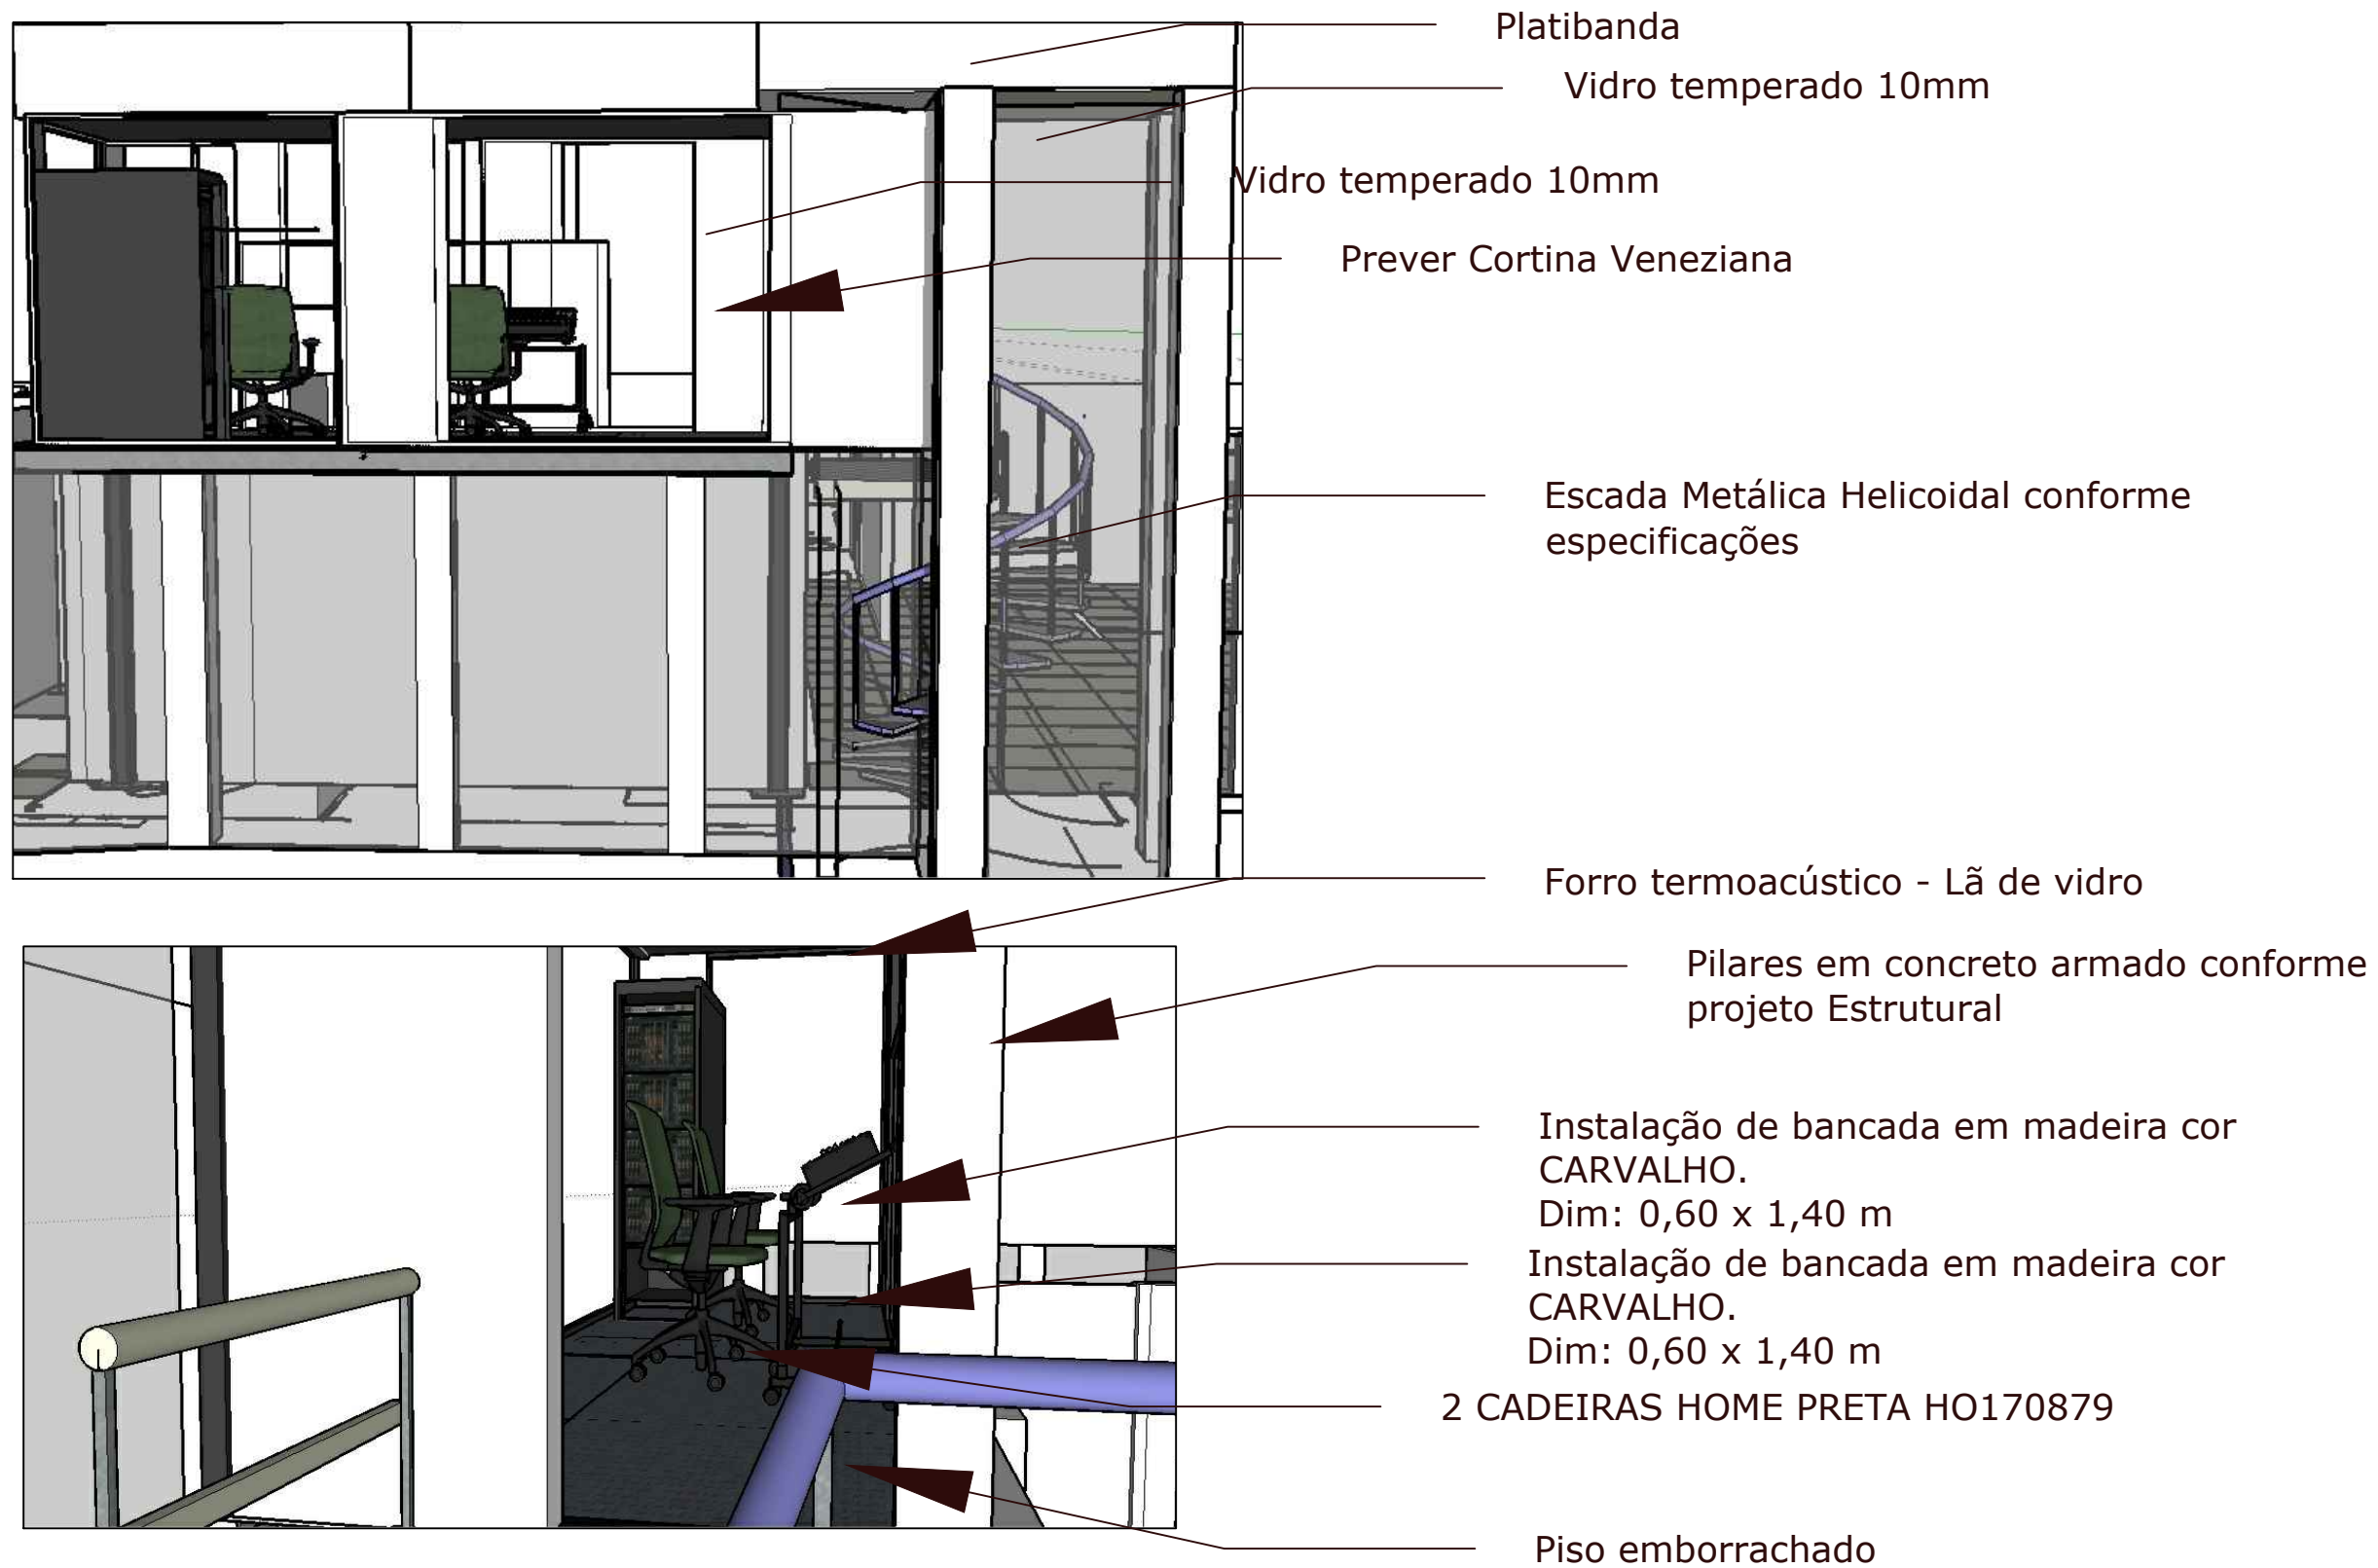 Platibanda
Vidro temperado 10mm
Vidro temperado 10mm
Prever Cortina Veneziana
Escada Metálica Helicoidal conforme
especificações
Forro termoacústico - Lã de vidro
Pilares em concreto armado conforme
projeto Estrutural
Instalação de bancada em madeira cor
CARVALHO.
Dim: 0,60 x 1,40 m
Instalação de bancada em madeira cor
CARVALHO.
Dim: 0,60 x 1,40 m
2 CADEIRAS HOME PRETA HO170879
Piso emborrachado